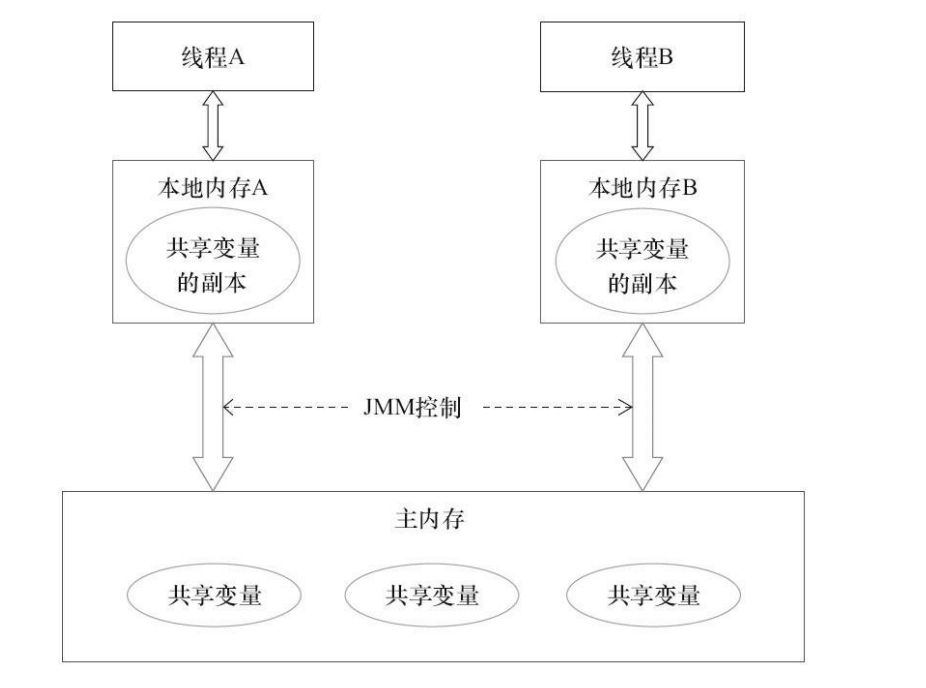 线程A
线程B
本地内存A
共享变量
的副本
本地内存B
共享变量
的副本
JMM控制
主内存
共享变量
共享变量
共享变量